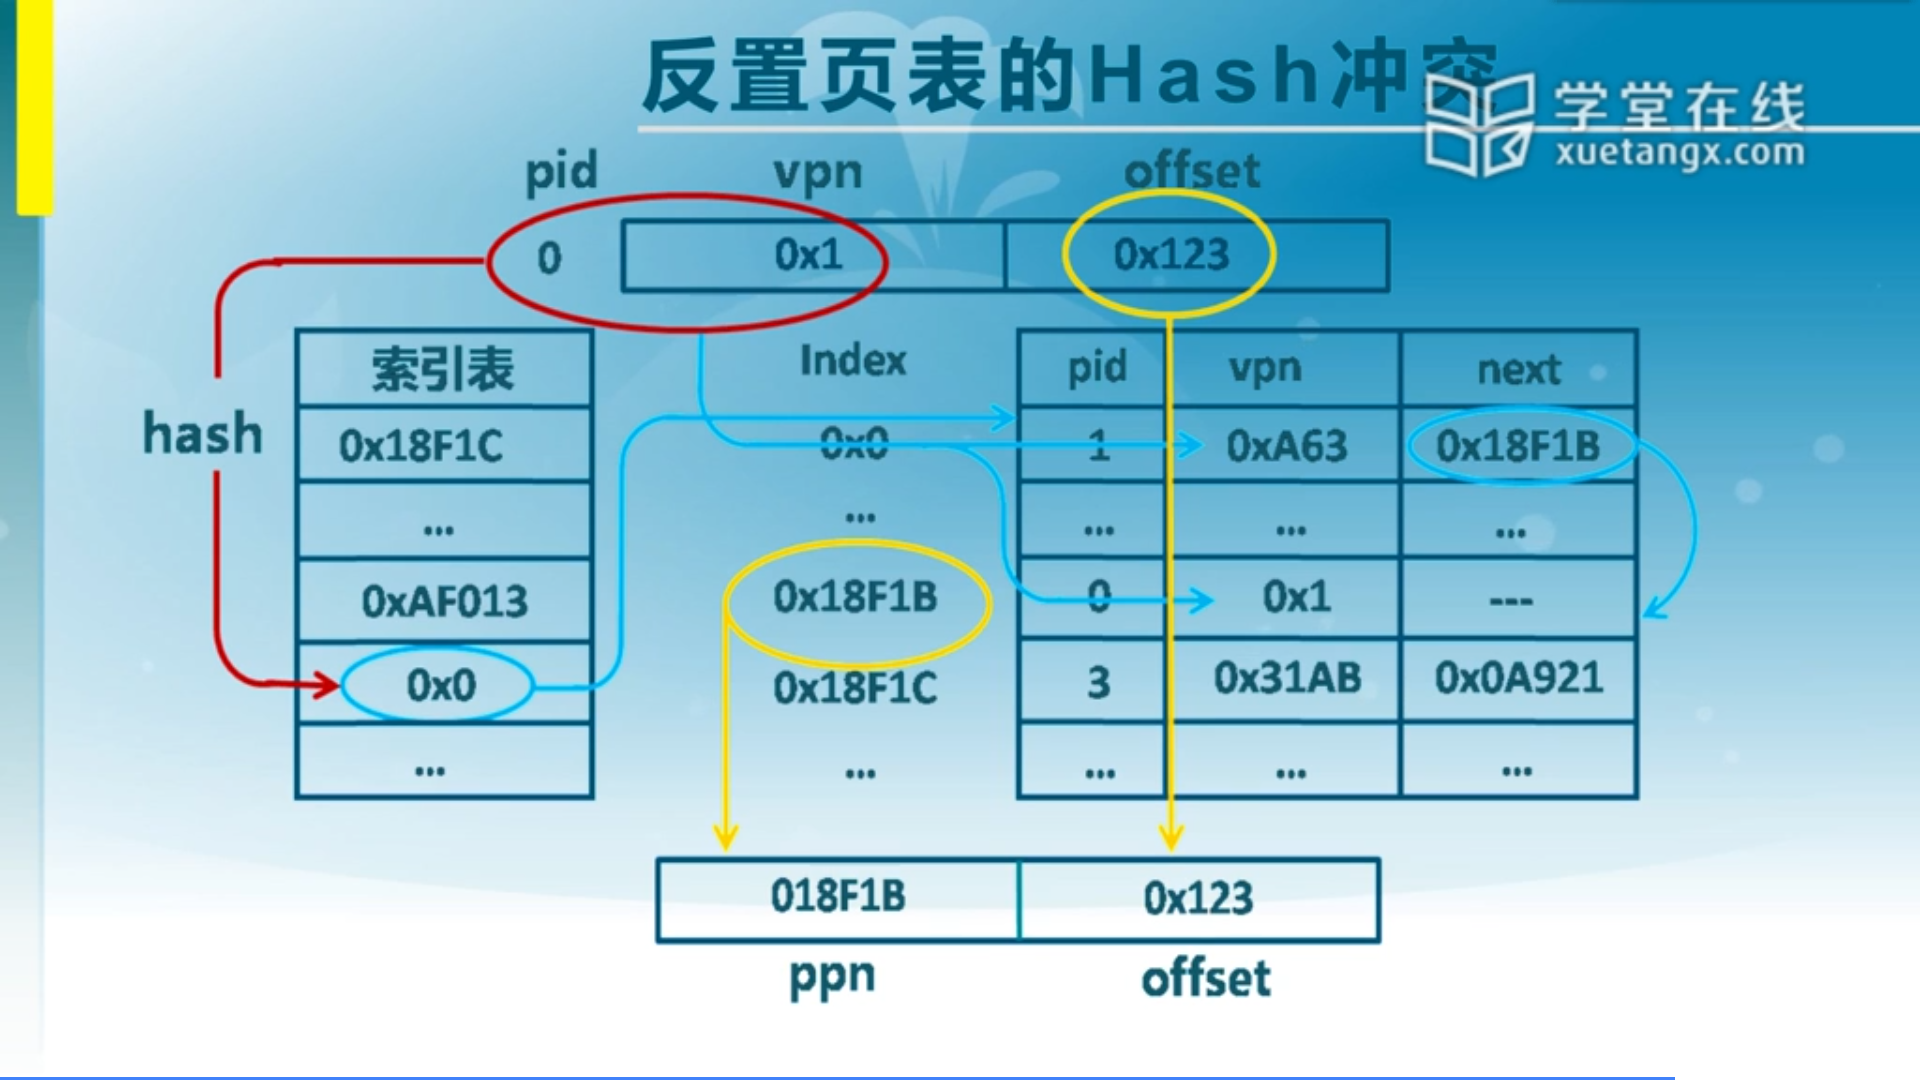 反置页表的Hash冲突
学堂在线
xuetangx.com
pid vpn offset
0 0x1 0x123
索引表 Index pid vpn next
hash
0x18F1C 0x0 1 0xA63 0x18F1B
... ... ... ... ...
0xAF013 0x18F1B 0 0x1 ---
0x0 0x18F1C 3 0x31AB 0x0A921
... ... ... ... ...
018F1B 0x123
ppn offset